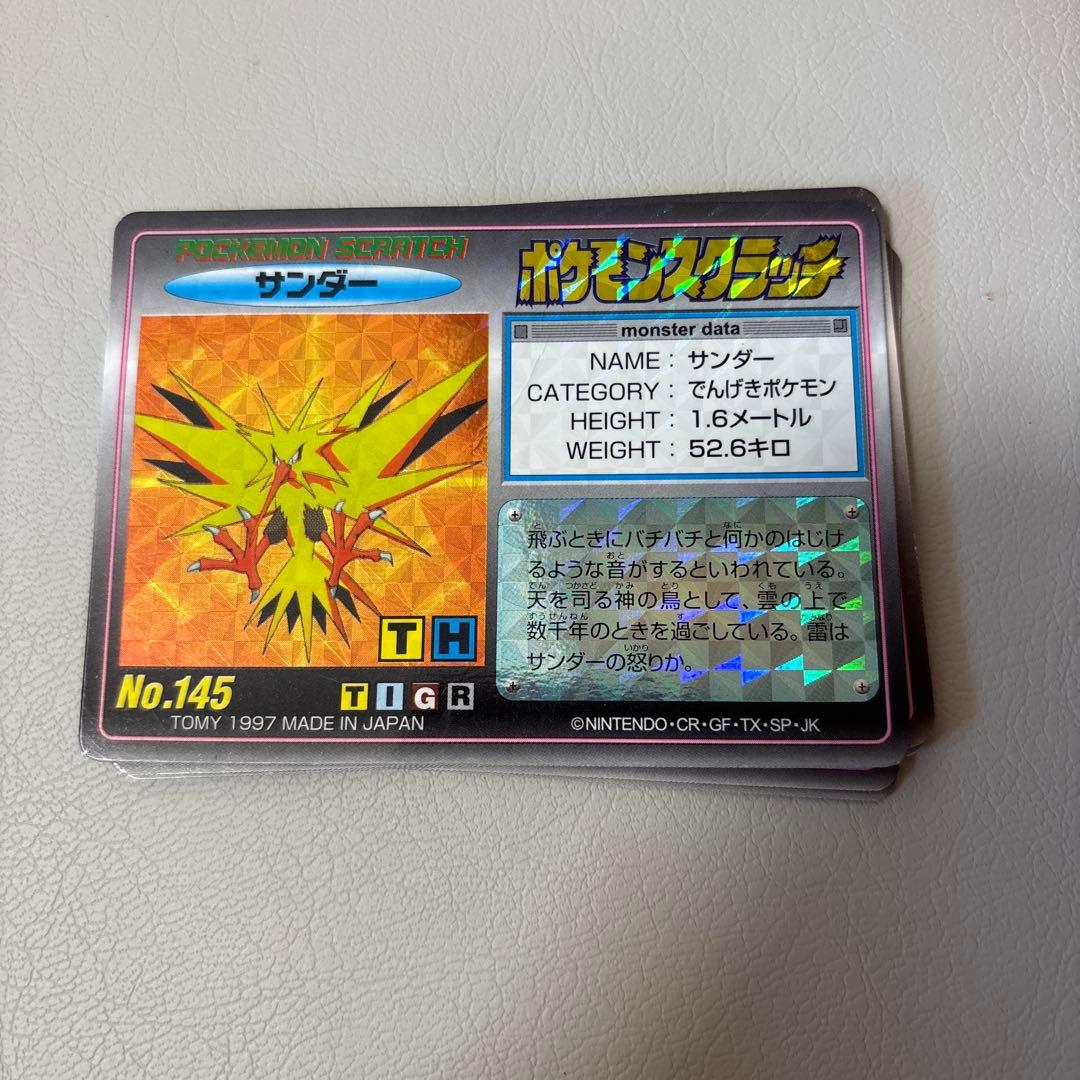 POCKEMON SCRATCH
サンダー
ポケモンスクラッチ
monster data
NAME : サンダー
CATEGORY : でんげきポケモン
HEIGHT : 1.6メートル
WEIGHT : 52.6キロ
飛ぶときにバチバチと何かのはじけ
るような音がするといわれている。
天を司る神の鳥として、雲の上で
数千年のときを過ごしている。雷は
サンダーの怒りか。
T H
No.145
T I G R
TOMY 1997 MADE IN JAPAN
©NINTENDO・CR・GF・TX・SP・JK